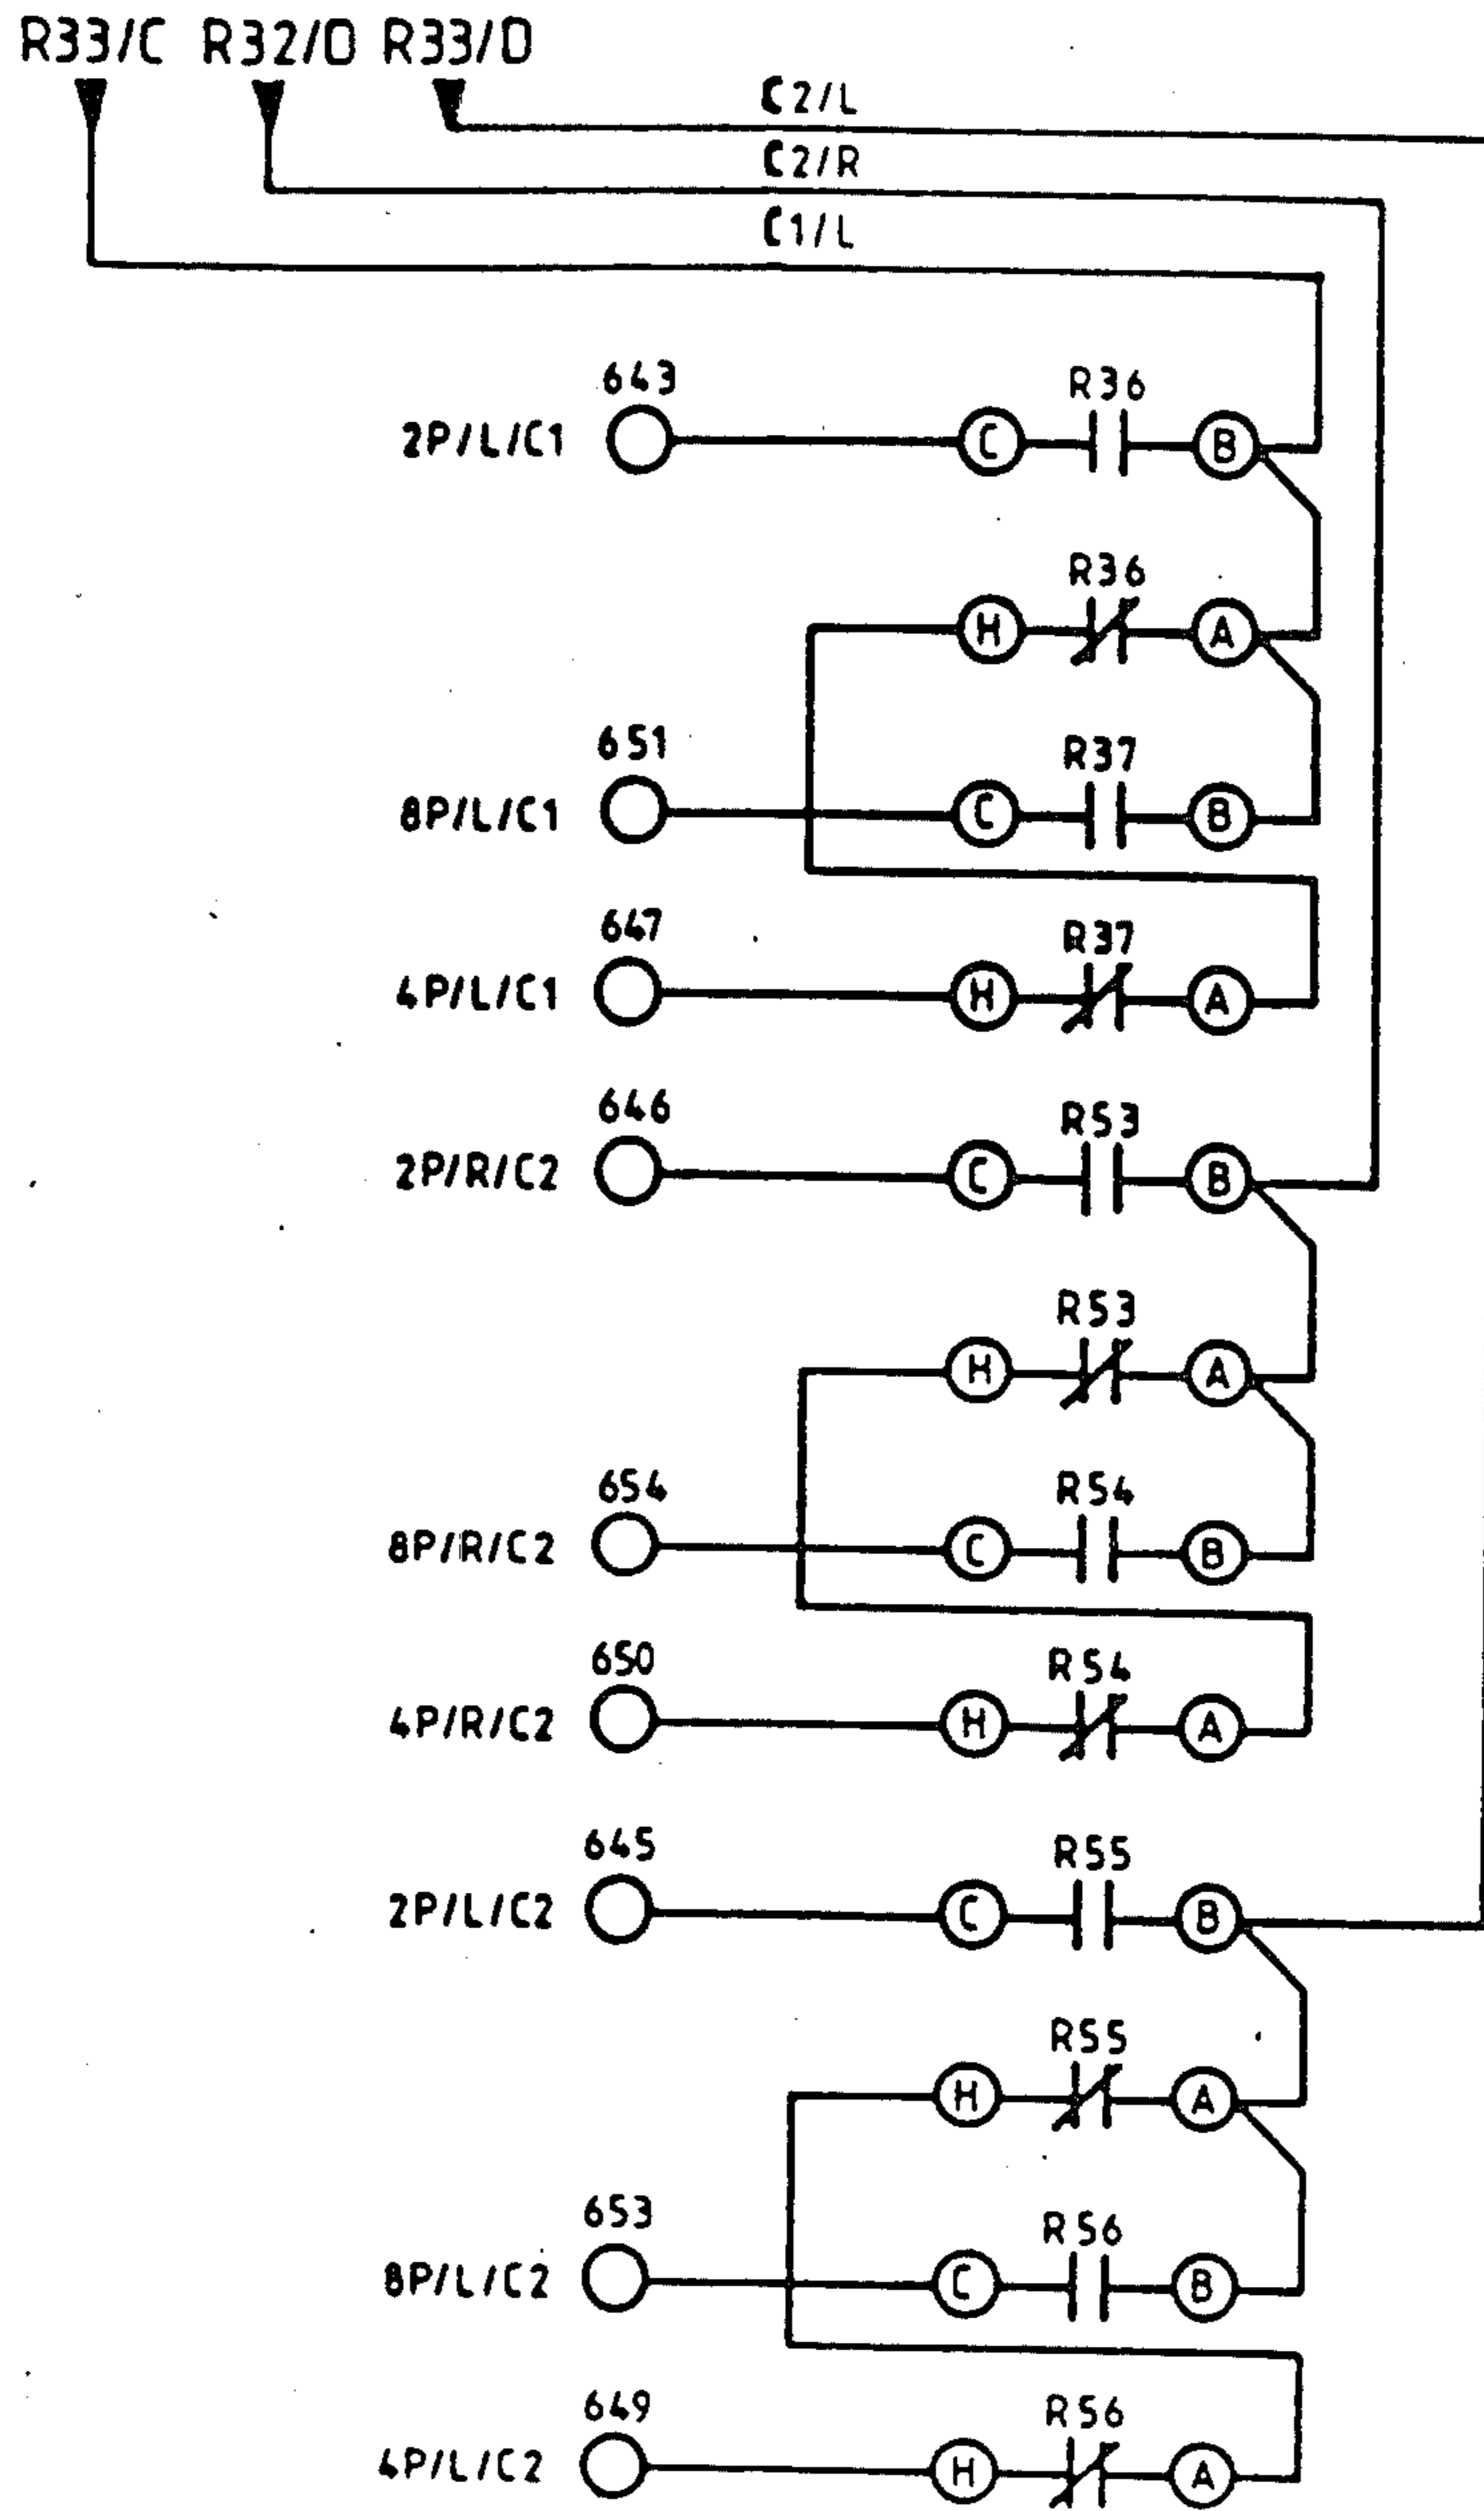 R33/C R32/O R33/O
C2/L
C2/R
C1/L
643 R36
2P/L/C1 C B
R36
H A
651 R37
8P/L/C1 C B
647 R37
4P/L/C1 H A
646 R53
2P/R/C2 C B
R53
H A
654 R54
8P/R/C2 C B
650 R54
4P/R/C2 H A
645 R55
2P/L/C2 C B
R55
H A
653 R56
8P/L/C2 C B
649 R56
4P/L/C2 H A